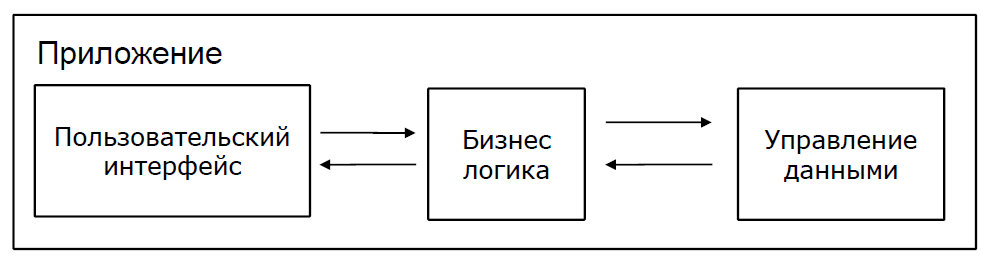 Приложение
Пользовательский
интерфейс
Бизнес
логика
Управление
данными